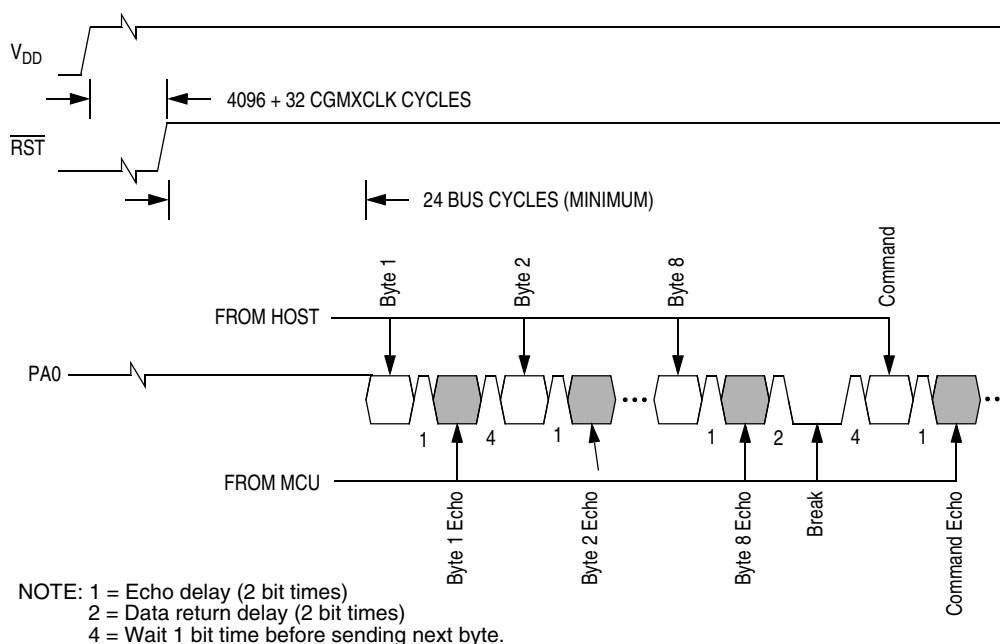 VDD
4096 + 32 CGMXCLK CYCLES
RST
24 BUS CYCLES (MINIMUM)
Byte 1
Byte 2
Byte 8
Command
FROM HOST
PA0
1
4
1
1
2
4
1
FROM MCU
Byte 1 Echo
Byte 2 Echo
Byte 8 Echo
Break
Command Echo
NOTE: 1 = Echo delay (2 bit times)
2 = Data return delay (2 bit times)
4 = Wait 1 bit time before sending next byte.